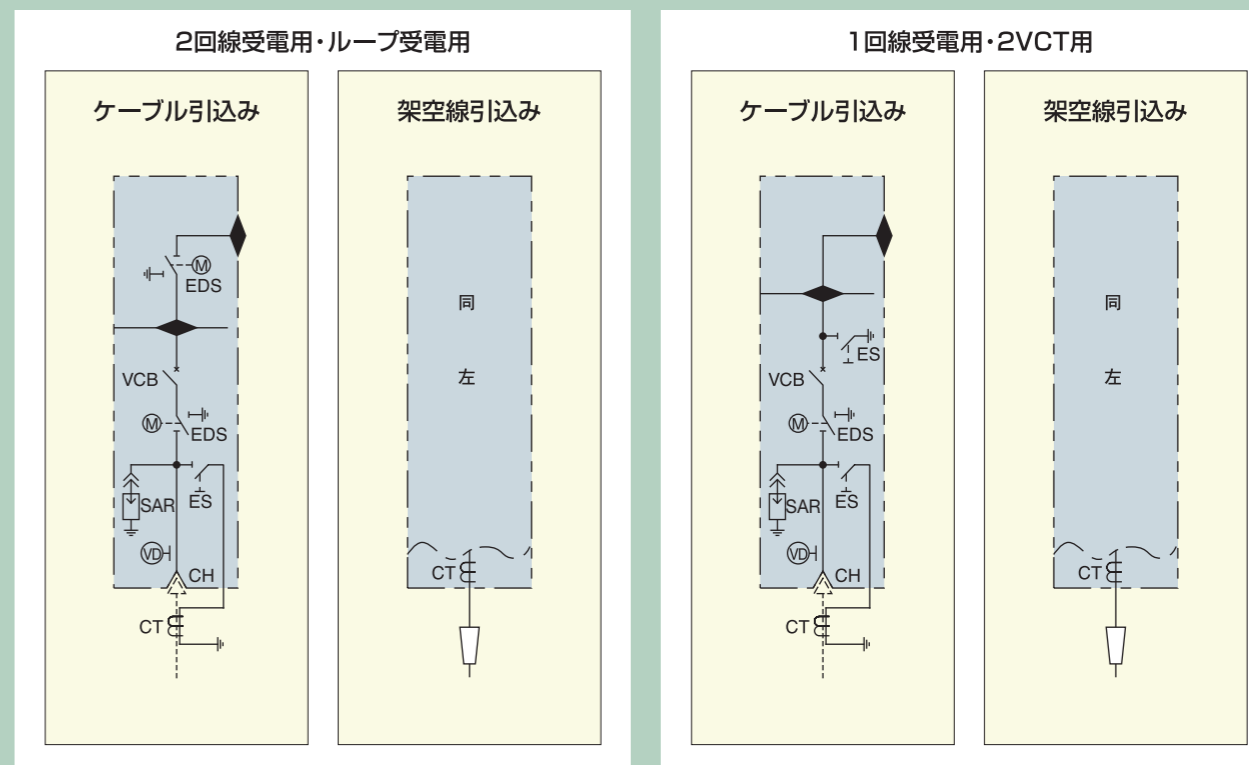 2回線受電用・ループ受電用
ケーブル引込み
M
EDS
VCB
M
EDS
SAR
ES
VD
CH
CT
架空線引込み
同
左
CT
1回線受電用・2VCT用
ケーブル引込み
ES
VCB
M
EDS
SAR
ES
VD
CH
CT
架空線引込み
同
左
CT